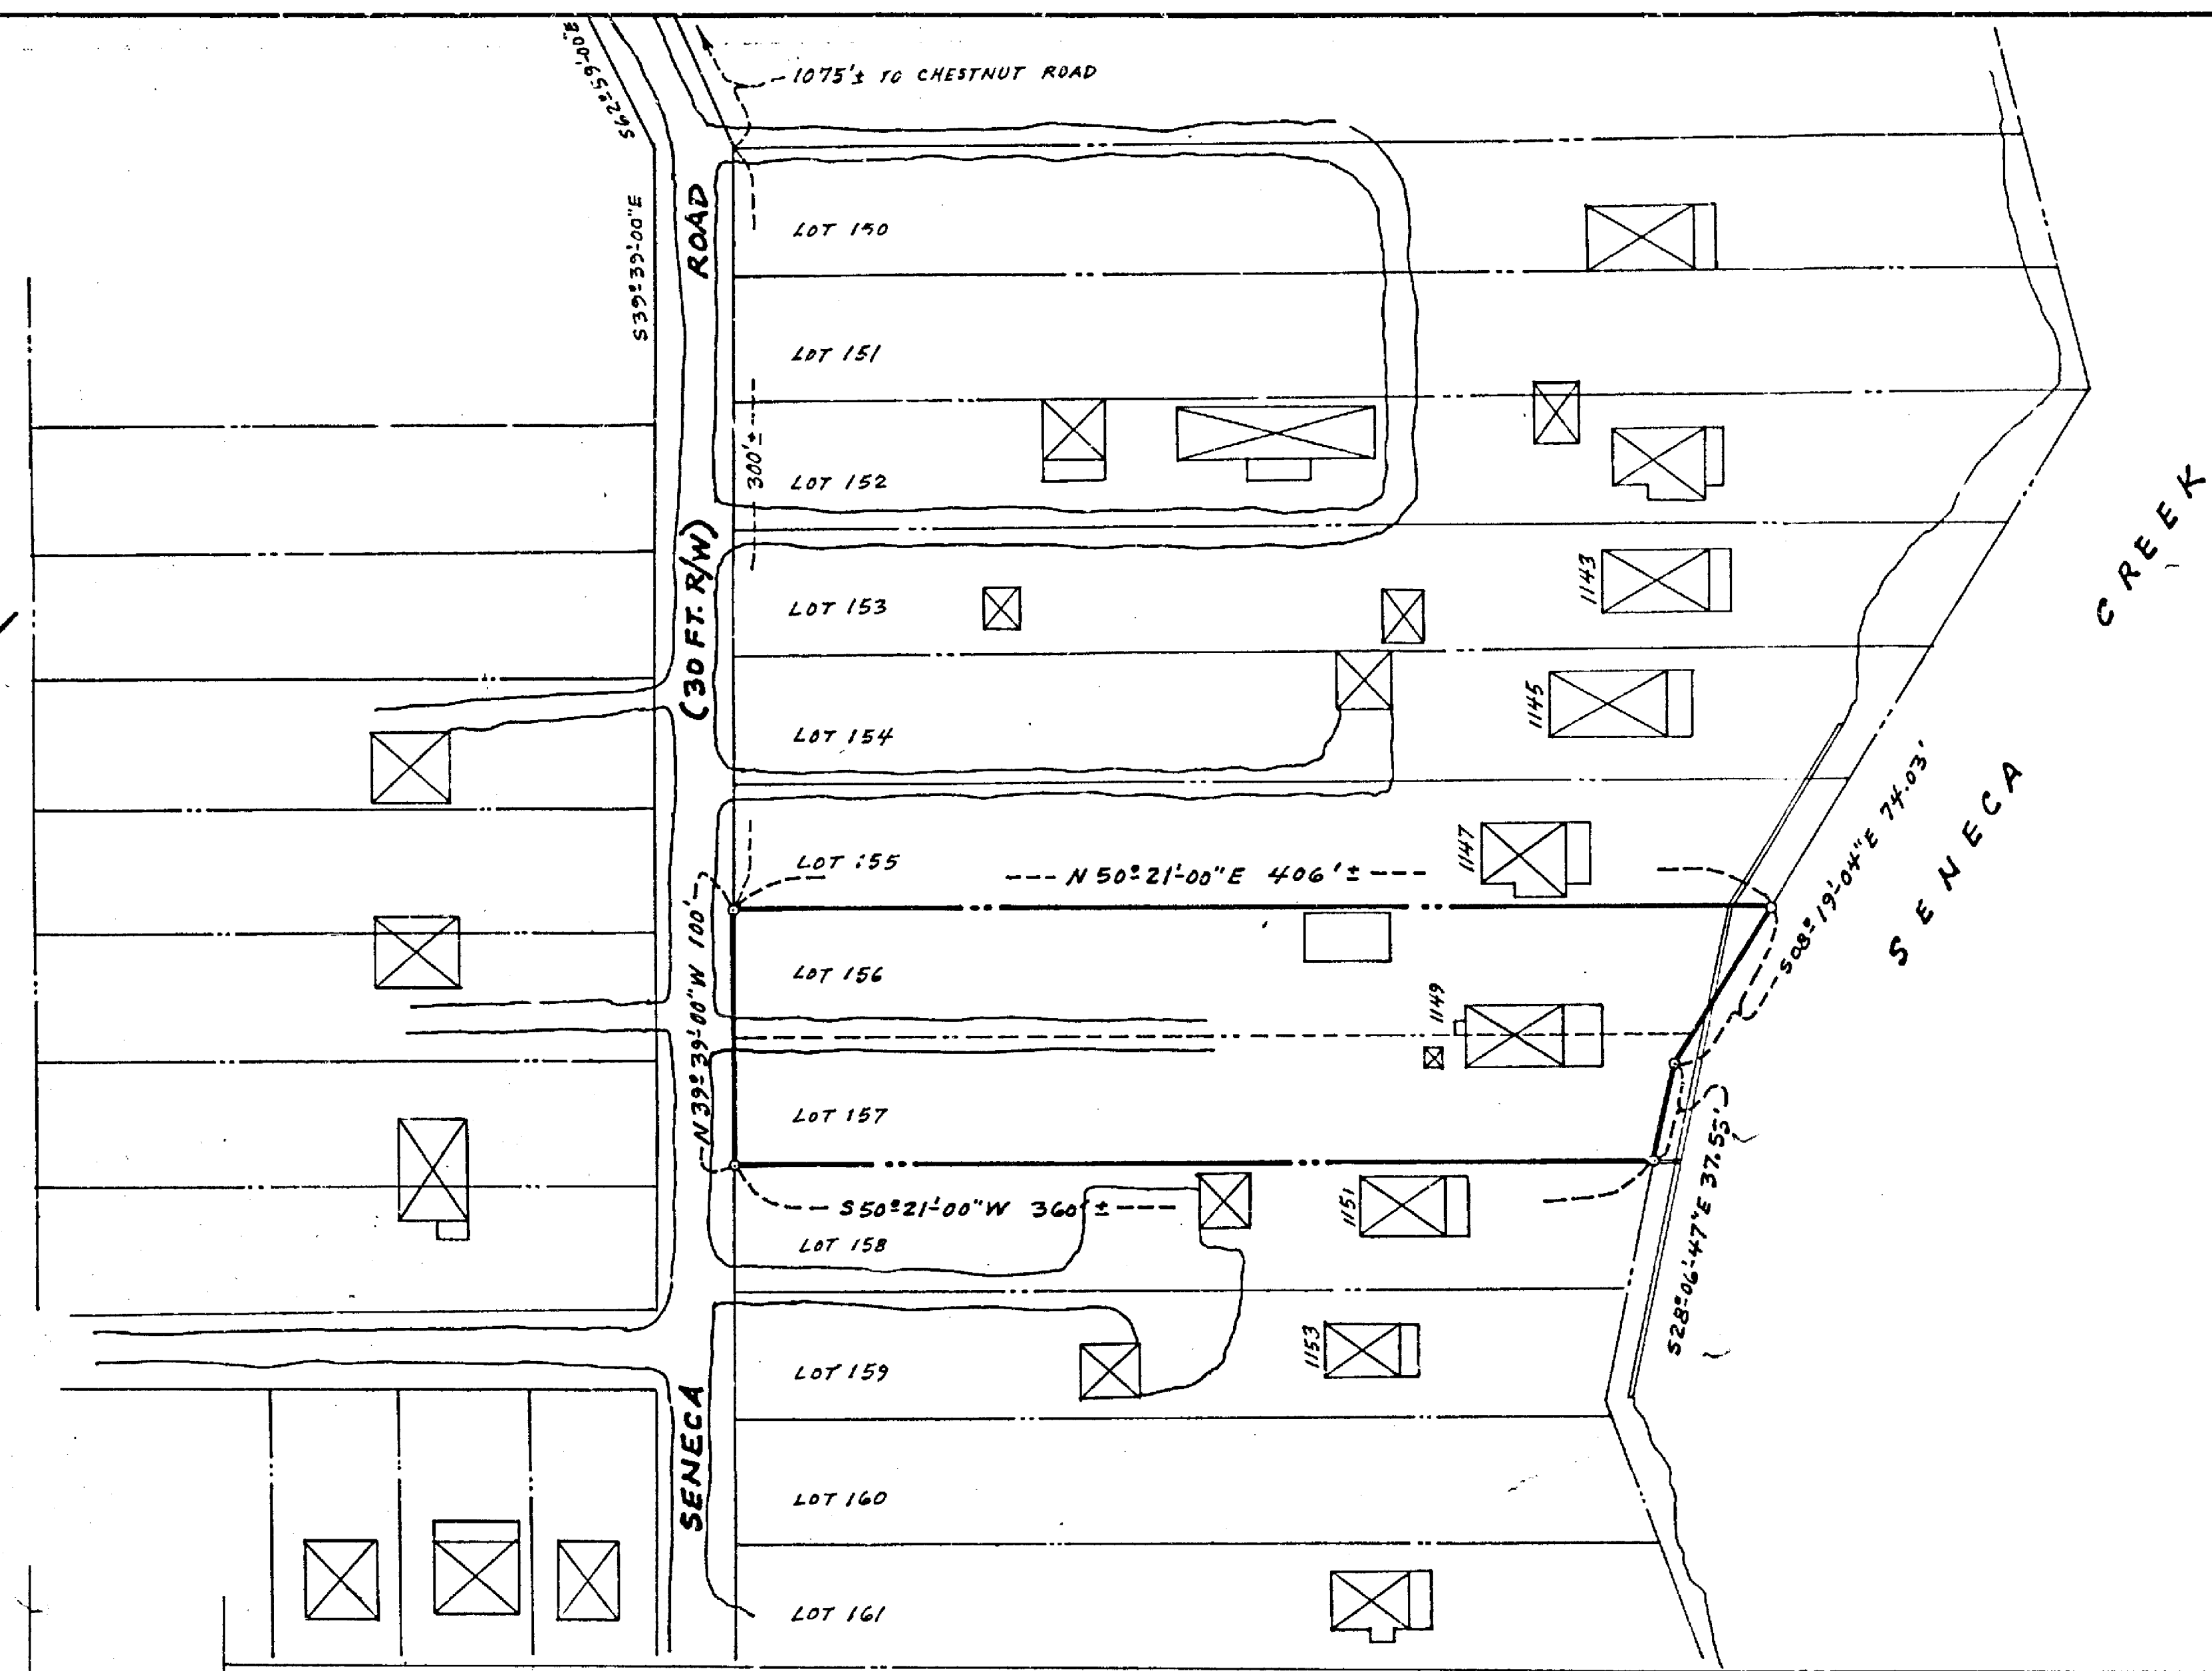 1075'± TO CHESTNUT ROAD
S62°59'-00"E
S39°39'-00"E
ROAD
LOT 150
LOT 151
300'±
LOT 152
(30 FT. R/W)
LOT 153
1143
CREEK
LOT 154
1145
LOT 155
1147
N 50°21'-00"E 406'±
S08°19'-04"E 74.03'
SENECA
N 39°39'-00"W 100'
LOT 156
1149
LOT 157
S28°06'-47"E 37.55'
S 50°21'-00"W 360'±
1151
LOT 158
1153
LOT 159
SENECA
LOT 160
LOT 161